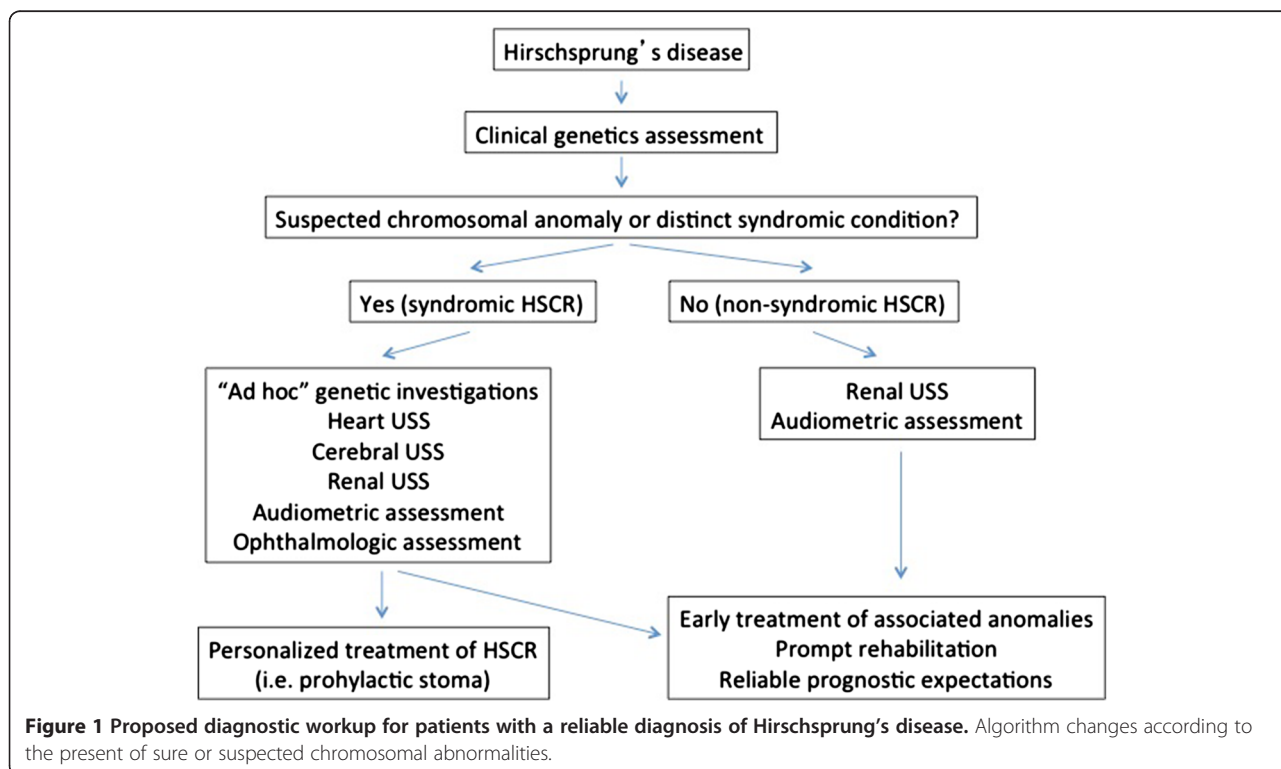 Hirschsprung's disease
Clinical genetics assessment
Suspected chromosomal anomaly or distinct syndromic condition?
Yes (syndromic HSCR)
No (non-syndromic HSCR)
"Ad hoc" genetic investigations
Heart USS
Cerebral USS
Renal USS
Audiometric assessment
Ophthalmologic assessment
Renal USS
Audiometric assessment
Personalized treatment of HSCR
(i.e. prohylactic stoma)
Early treatment of associated anomalies
Prompt rehabilitation
Reliable prognostic expectations
Figure 1 Proposed diagnostic workup for patients with a reliable diagnosis of Hirschsprung's disease. Algorithm changes according to
the present of sure or suspected chromosomal abnormalities.